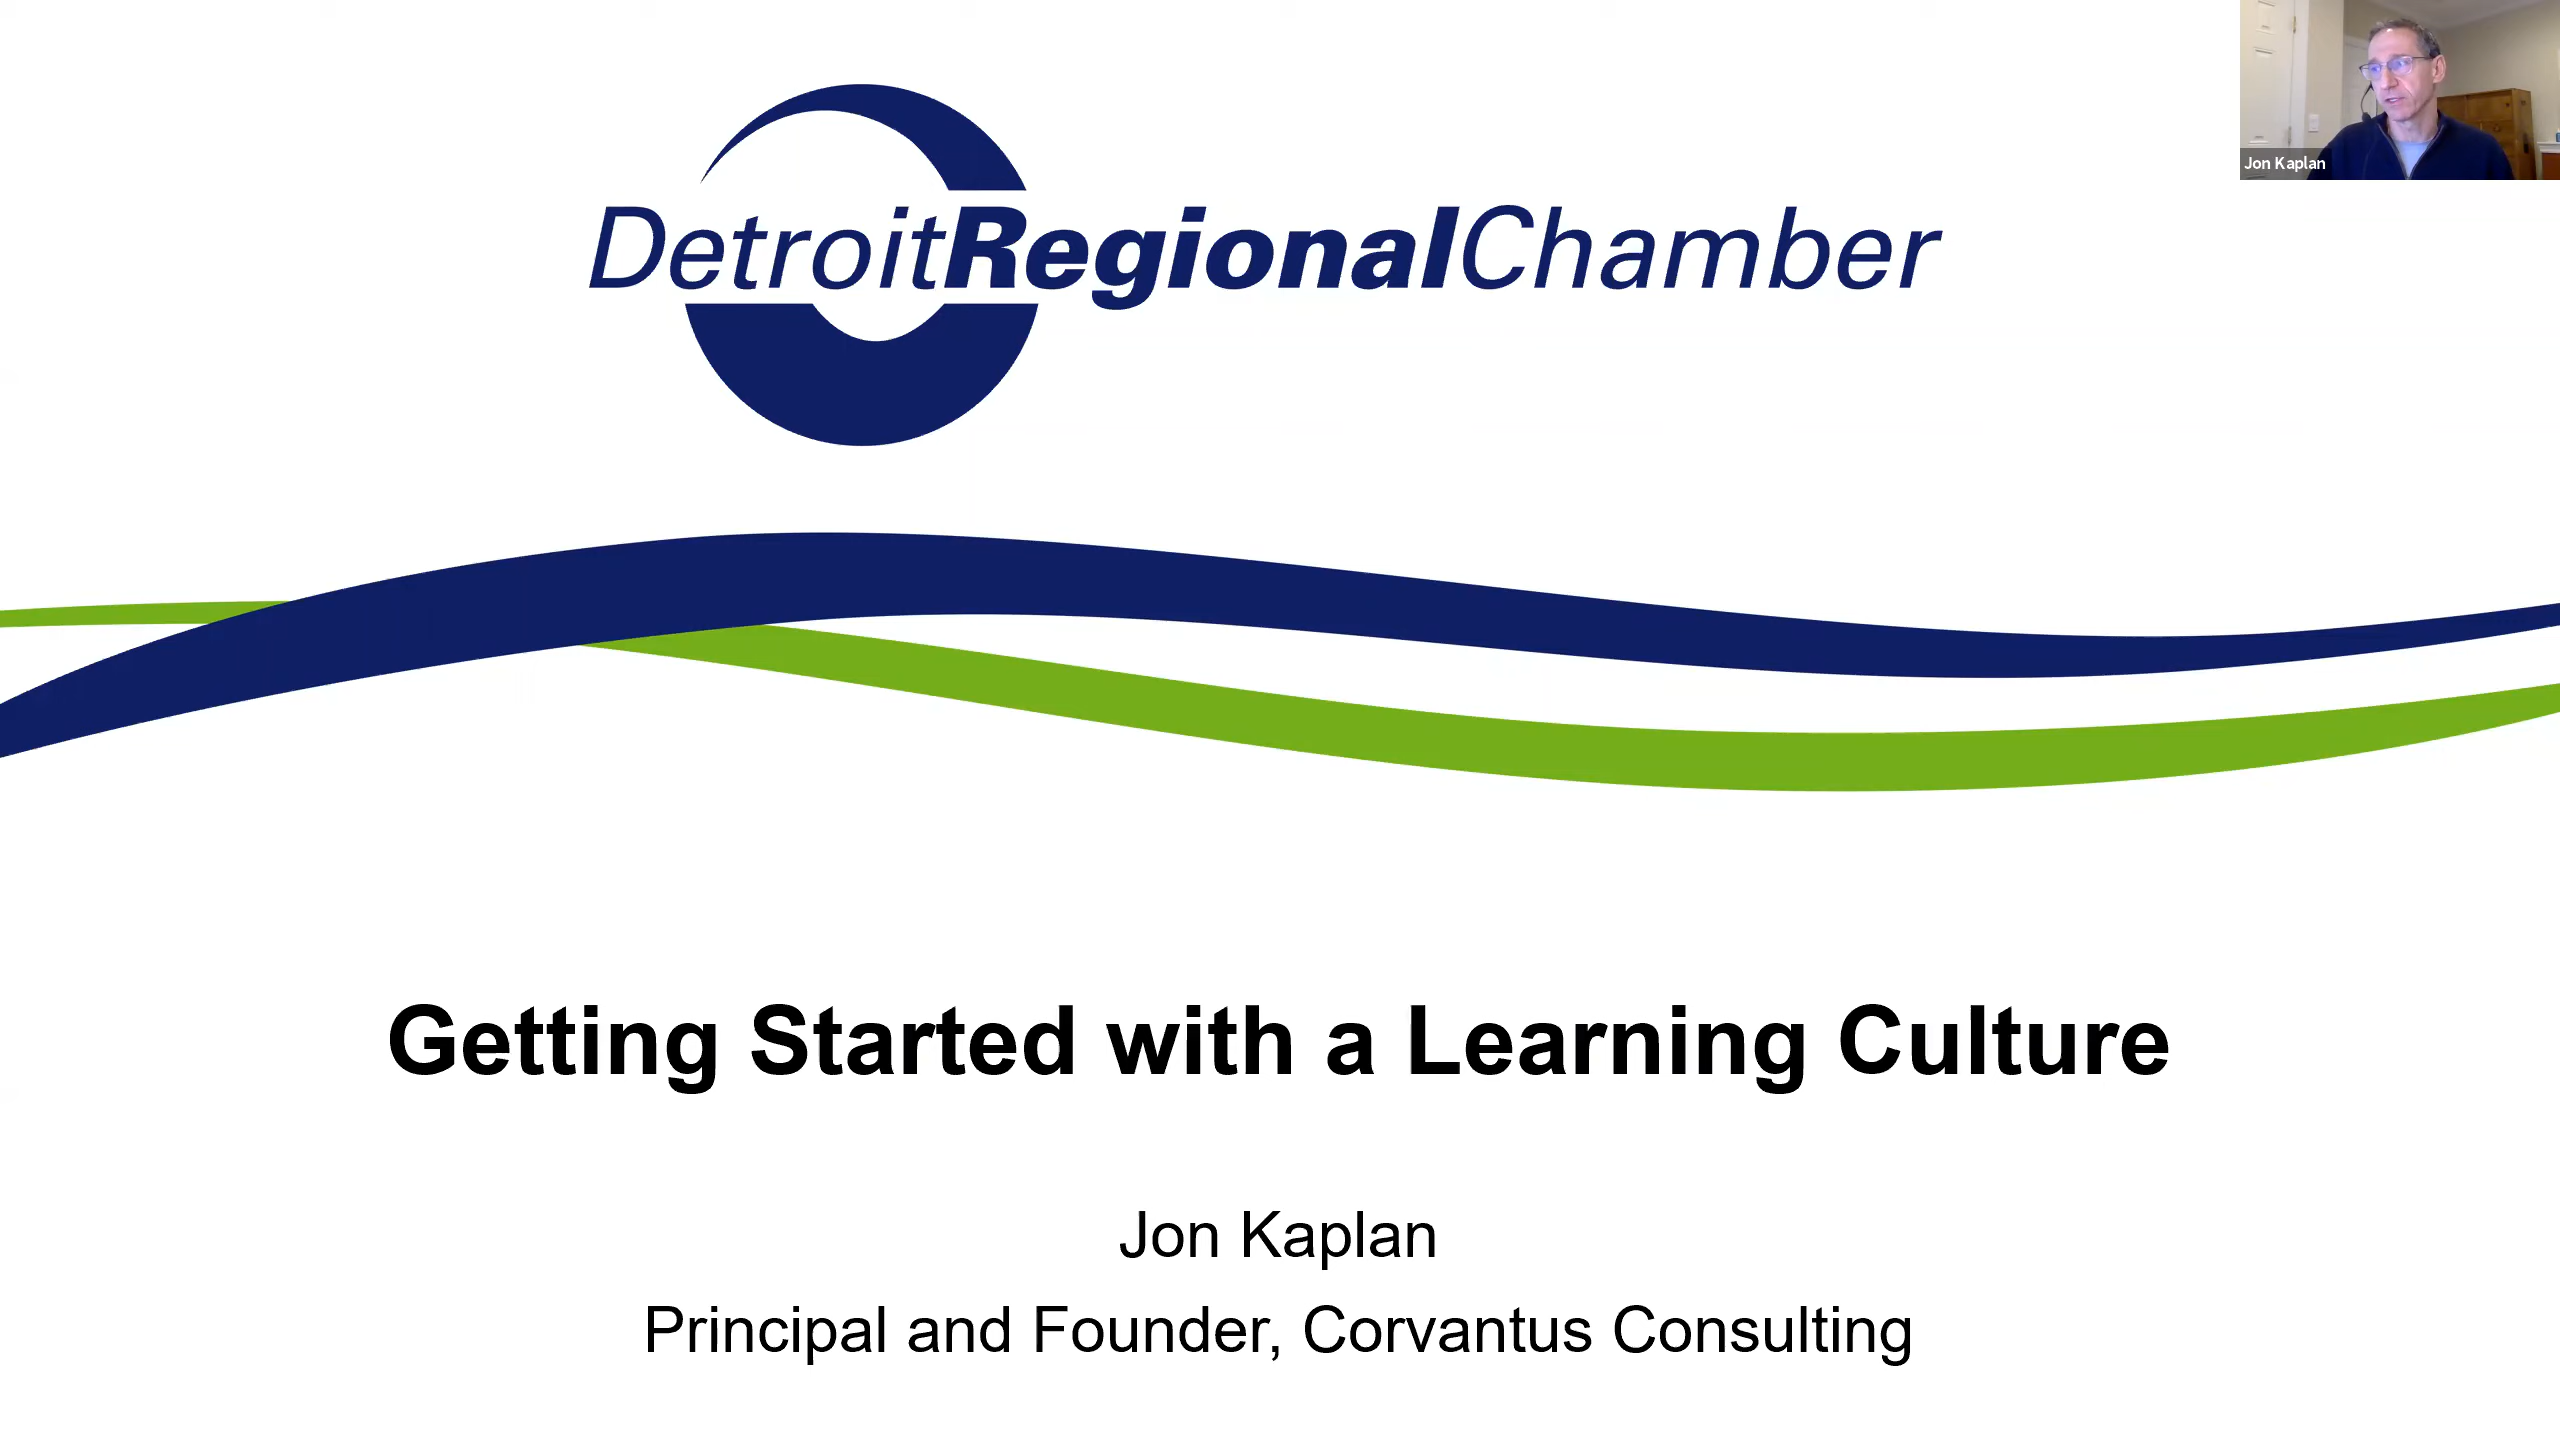 Jon Kaplan
DetroitRegionalChamber
Getting Started with a Learning Culture
Jon Kaplan
Principal and Founder, Corvantus Consulting